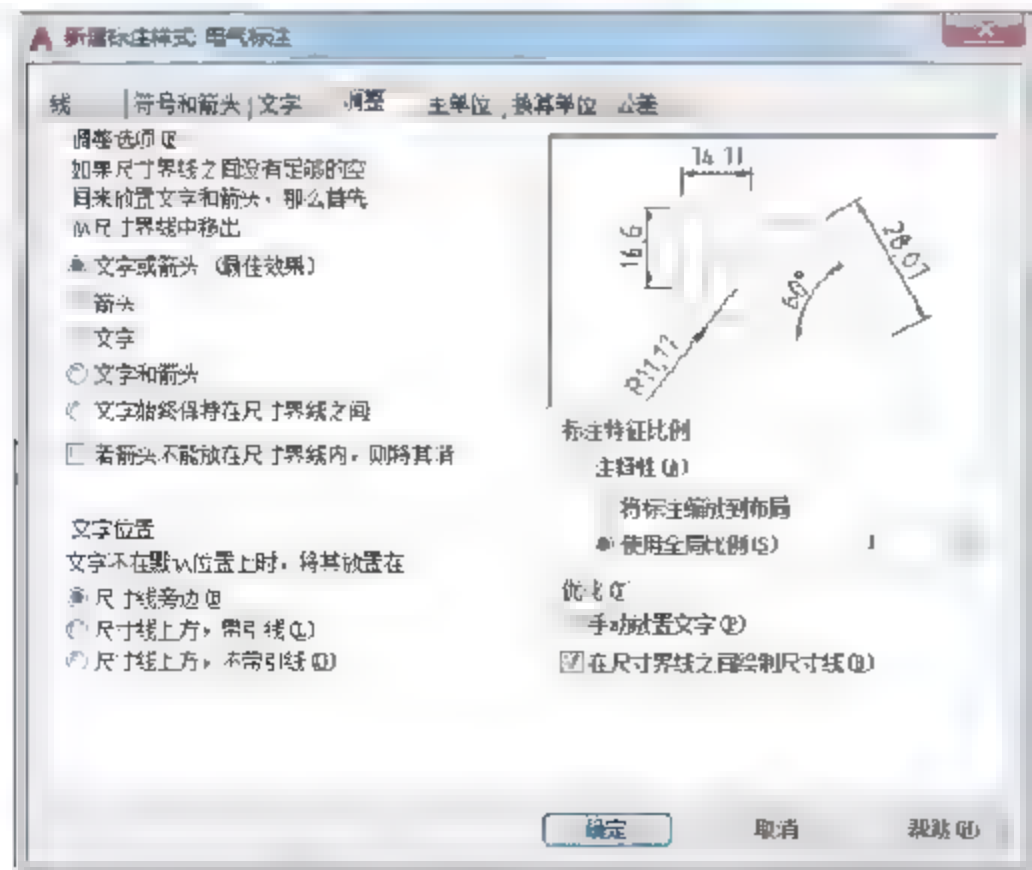 新建标注样式: 电气标注
线 符号和箭头 文字 调整 主单位 换算单位 公差
调整选项(F)
如果尺寸界线之间没有足够的空
间来放置文字和箭头，那么首先
从尺寸界线中移出
文字或箭头（最佳效果）
箭头
文字
文字和箭头
文字始终保持在尺寸界线之间
若箭头不能放在尺寸界线内，则将其消
文字位置
文字不在默认位置上时，将其放置在
尺寸线旁边(B)
尺寸线上方，带引线(L)
尺寸线上方，不带引线(O)
14,11
16,6
28,07
60°
R11,17
标注特征比例
注释性(A)
将标注缩放到布局
使用全局比例(S) 1
优化(T)
手动放置文字(P)
在尺寸界线之间绘制尺寸线(D)
确定 取消 帮助(H)